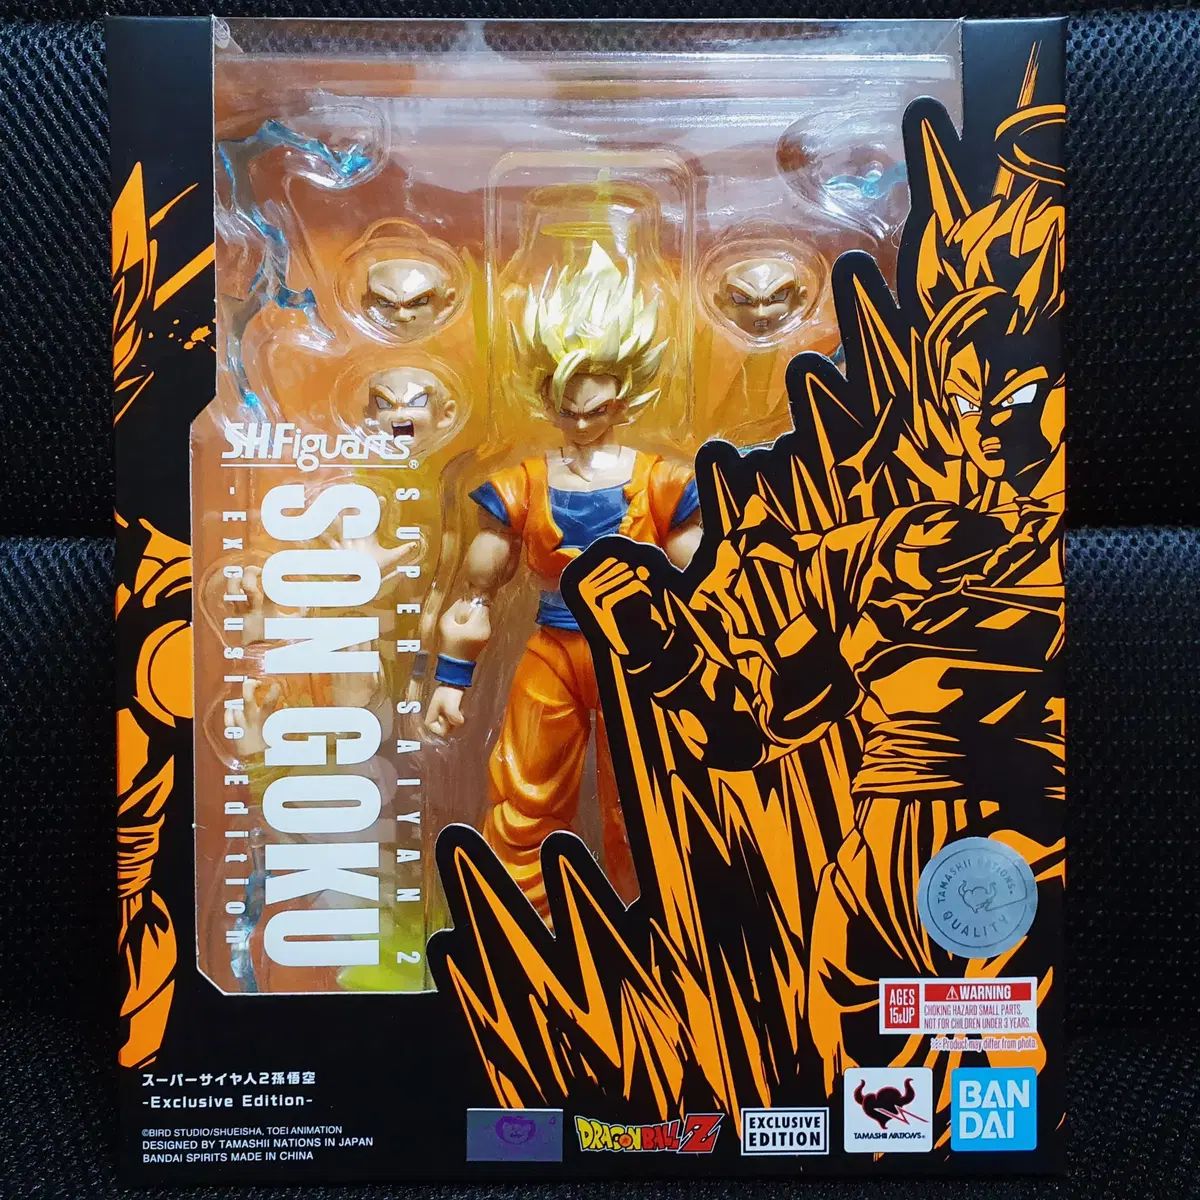 S.H.Figuarts®
SUPER SAIYAN 2
SON GOKU
-Exclusive Edition-
TAMASHII NATIONS.
QUALITY
AGES
15&UP
⚠WARNING
CHOKING HAZARD SMALL PARTS.
NOT FOR CHILDREN UNDER 3 YEARS.
※Product may differ from photo.
スーパーサイヤ人2孫悟空
-Exclusive Edition-
©BIRD STUDIO/SHUEISHA, TOEI ANIMATION
DESIGNED BY TAMASHII NATIONS IN JAPAN
BANDAI SPIRITS MADE IN CHINA
DRAGONBALL Z
EXCLUSIVE
EDITION
TAMASHII NATIONS®
BAN
DAI